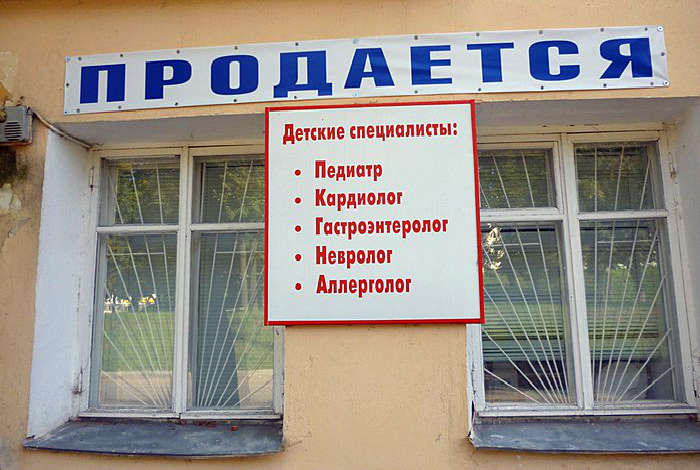 ПРОДАЕТСЯ
Детские специалисты:
• Педиатр
• Кардиолог
• Гастроэнтеролог
• Невролог
• Аллерголог